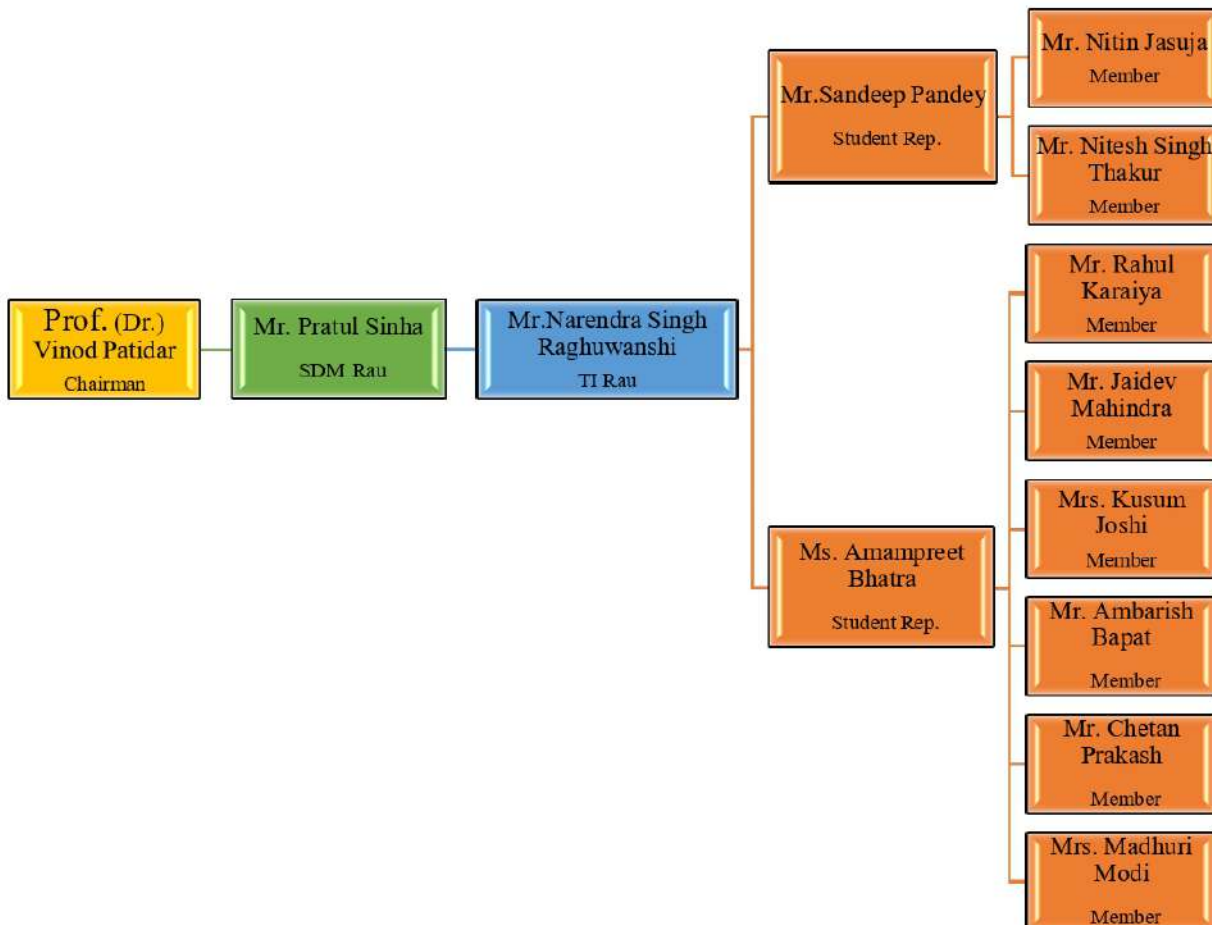 Prof. (Dr.)
Vinod Patidar
Chairman
Mr. Pratul Sinha
SDM Rau
Mr.Narendra Singh
Raghuwanshi
TI Rau
Mr.Sandeep Pandey
Student Rep.
Mr. Nitin Jasuja
Member
Mr. Nitesh Singh
Thakur
Member
Ms. Amampreet
Bhatra
Student Rep.
Mr. Rahul
Karaiya
Member
Mr. Jaidev
Mahindra
Member
Mrs. Kusum
Joshi
Member
Mr. Ambarish
Bapat
Member
Mr. Chetan
Prakash
Member
Mrs. Madhuri
Modi
Member